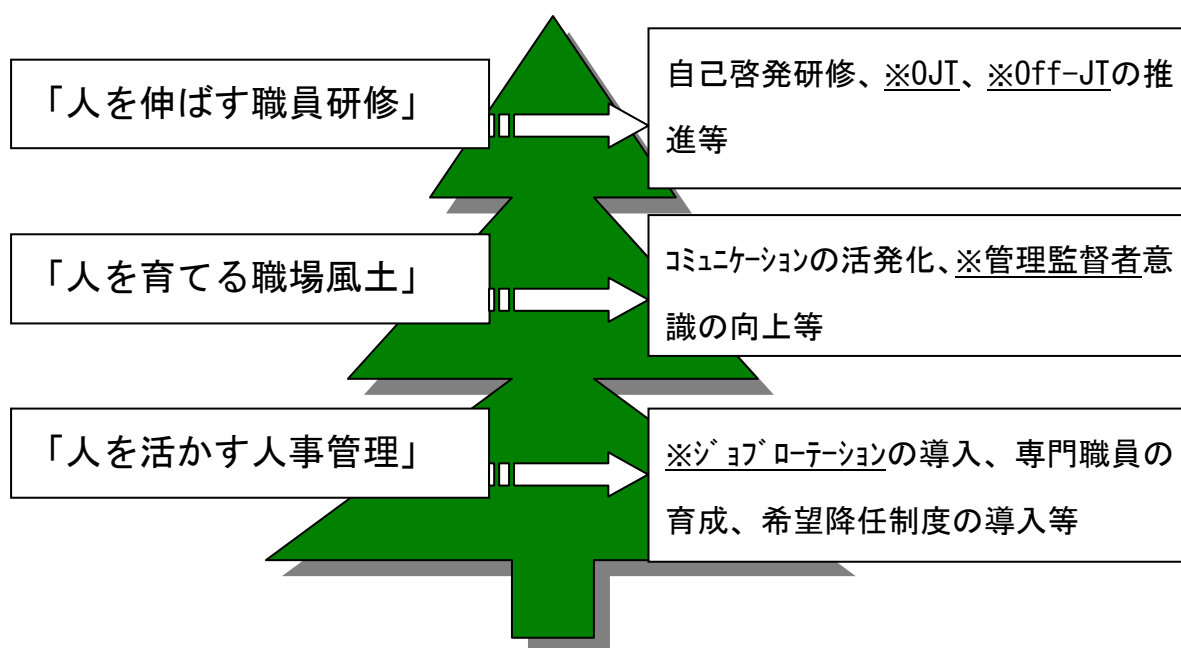 「人を伸ばす職員研修」
自己啓発研修、※OJT、※Off-JTの推
進等
「人を育てる職場風土」
ｺﾐｭﾆｹｰｼｮﾝの活発化、※管理監督者意
識の向上等
「人を活かす人事管理」
※ｼﾞｮﾌﾞﾛｰﾃｰｼｮﾝの導入、専門職員の
育成、希望降任制度の導入等